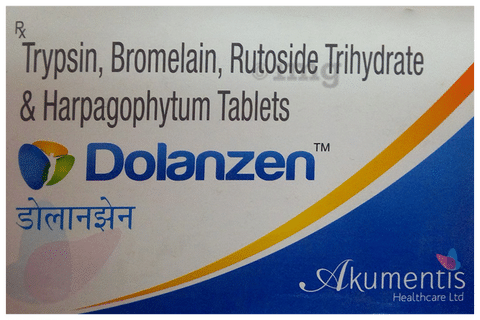 Rx
Trypsin, Bromelain, Rutoside Trihydrate
& Harpagophytum Tablets
Dolanzen™
डोलानझेन
Akumentis
Healthcare Ltd